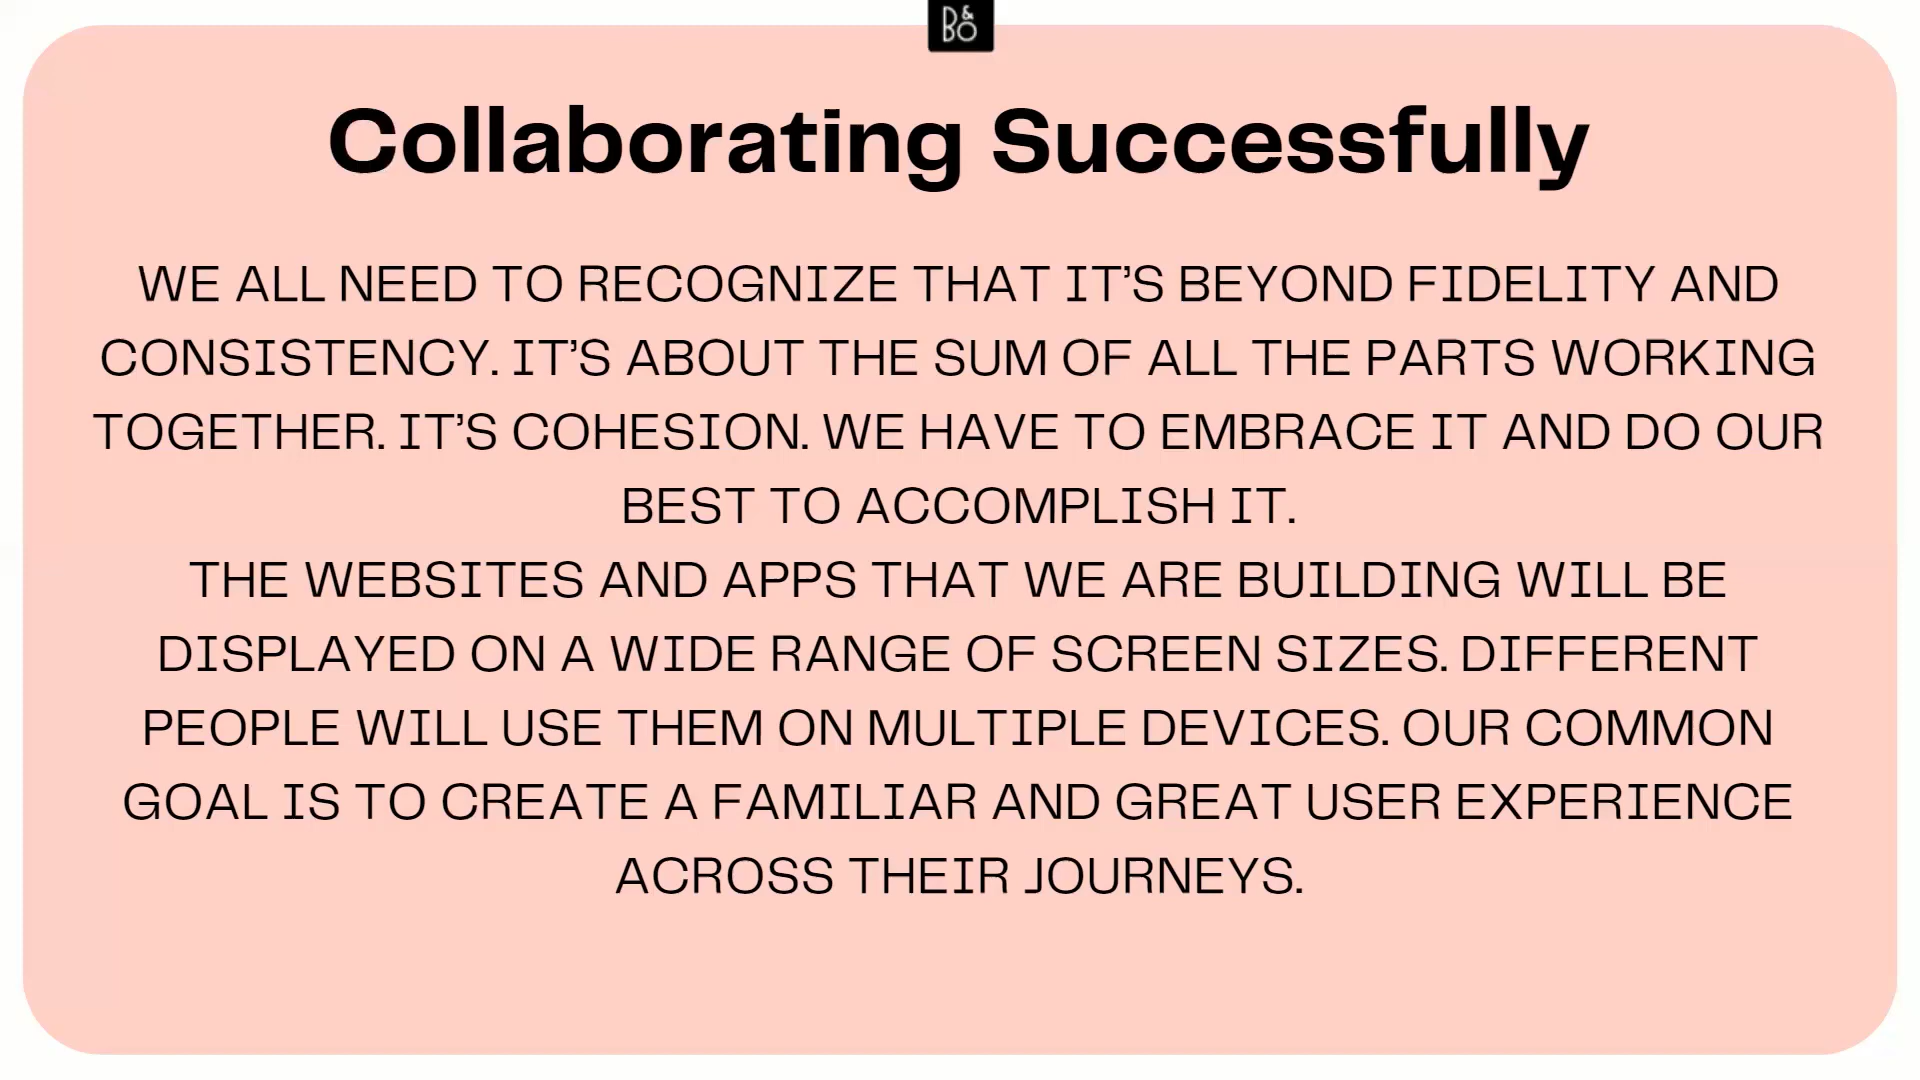 B&O
Collaborating Successfully
WE ALL NEED TO RECOGNIZE THAT IT’S BEYOND FIDELITY AND
CONSISTENCY. IT’S ABOUT THE SUM OF ALL THE PARTS WORKING
TOGETHER. IT’S COHESION. WE HAVE TO EMBRACE IT AND DO OUR
BEST TO ACCOMPLISH IT.
THE WEBSITES AND APPS THAT WE ARE BUILDING WILL BE
DISPLAYED ON A WIDE RANGE OF SCREEN SIZES. DIFFERENT
PEOPLE WILL USE THEM ON MULTIPLE DEVICES. OUR COMMON
GOAL IS TO CREATE A FAMILIAR AND GREAT USER EXPERIENCE
ACROSS THEIR JOURNEYS.